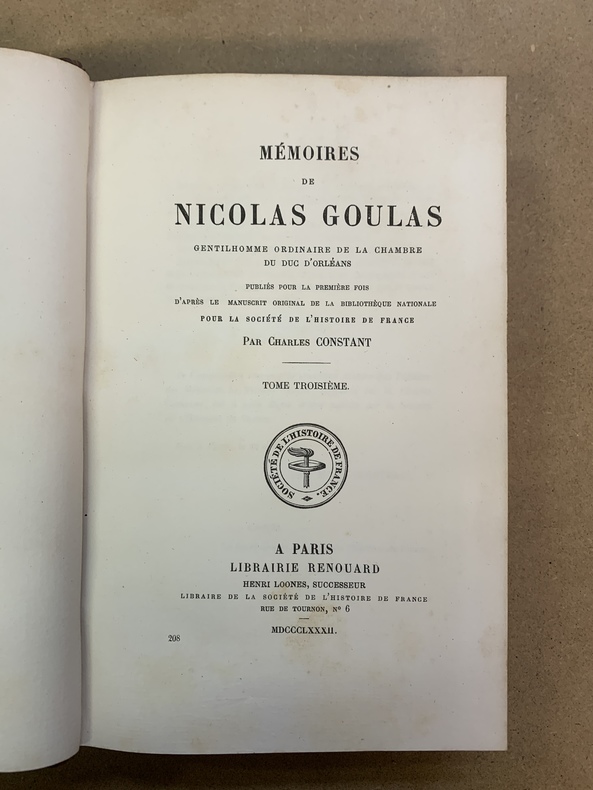 MÉMOIRES
DE
NICOLAS GOULAS
GENTILHOMME ORDINAIRE DE LA CHAMBRE
DU DUC D'ORLÉANS
PUBLIÉS POUR LA PREMIÈRE FOIS
D'APRÈS LE MANUSCRIT ORIGINAL DE LA BIBLIOTHÈQUE NATIONALE
POUR LA SOCIÉTÉ DE L'HISTOIRE DE FRANCE
PAR CHARLES CONSTANT
TOME TROISIÈME.
SOCIÉTÉ DE L'HISTOIRE DE FRANCE.
A PARIS
LIBRAIRIE RENOUARD
HENRI LOONES, SUCCESSEUR
LIBRAIRE DE LA SOCIÉTÉ DE L'HISTOIRE DE FRANCE
RUE DE TOURNON, Nº 6
MDCCCLXXXII.
208